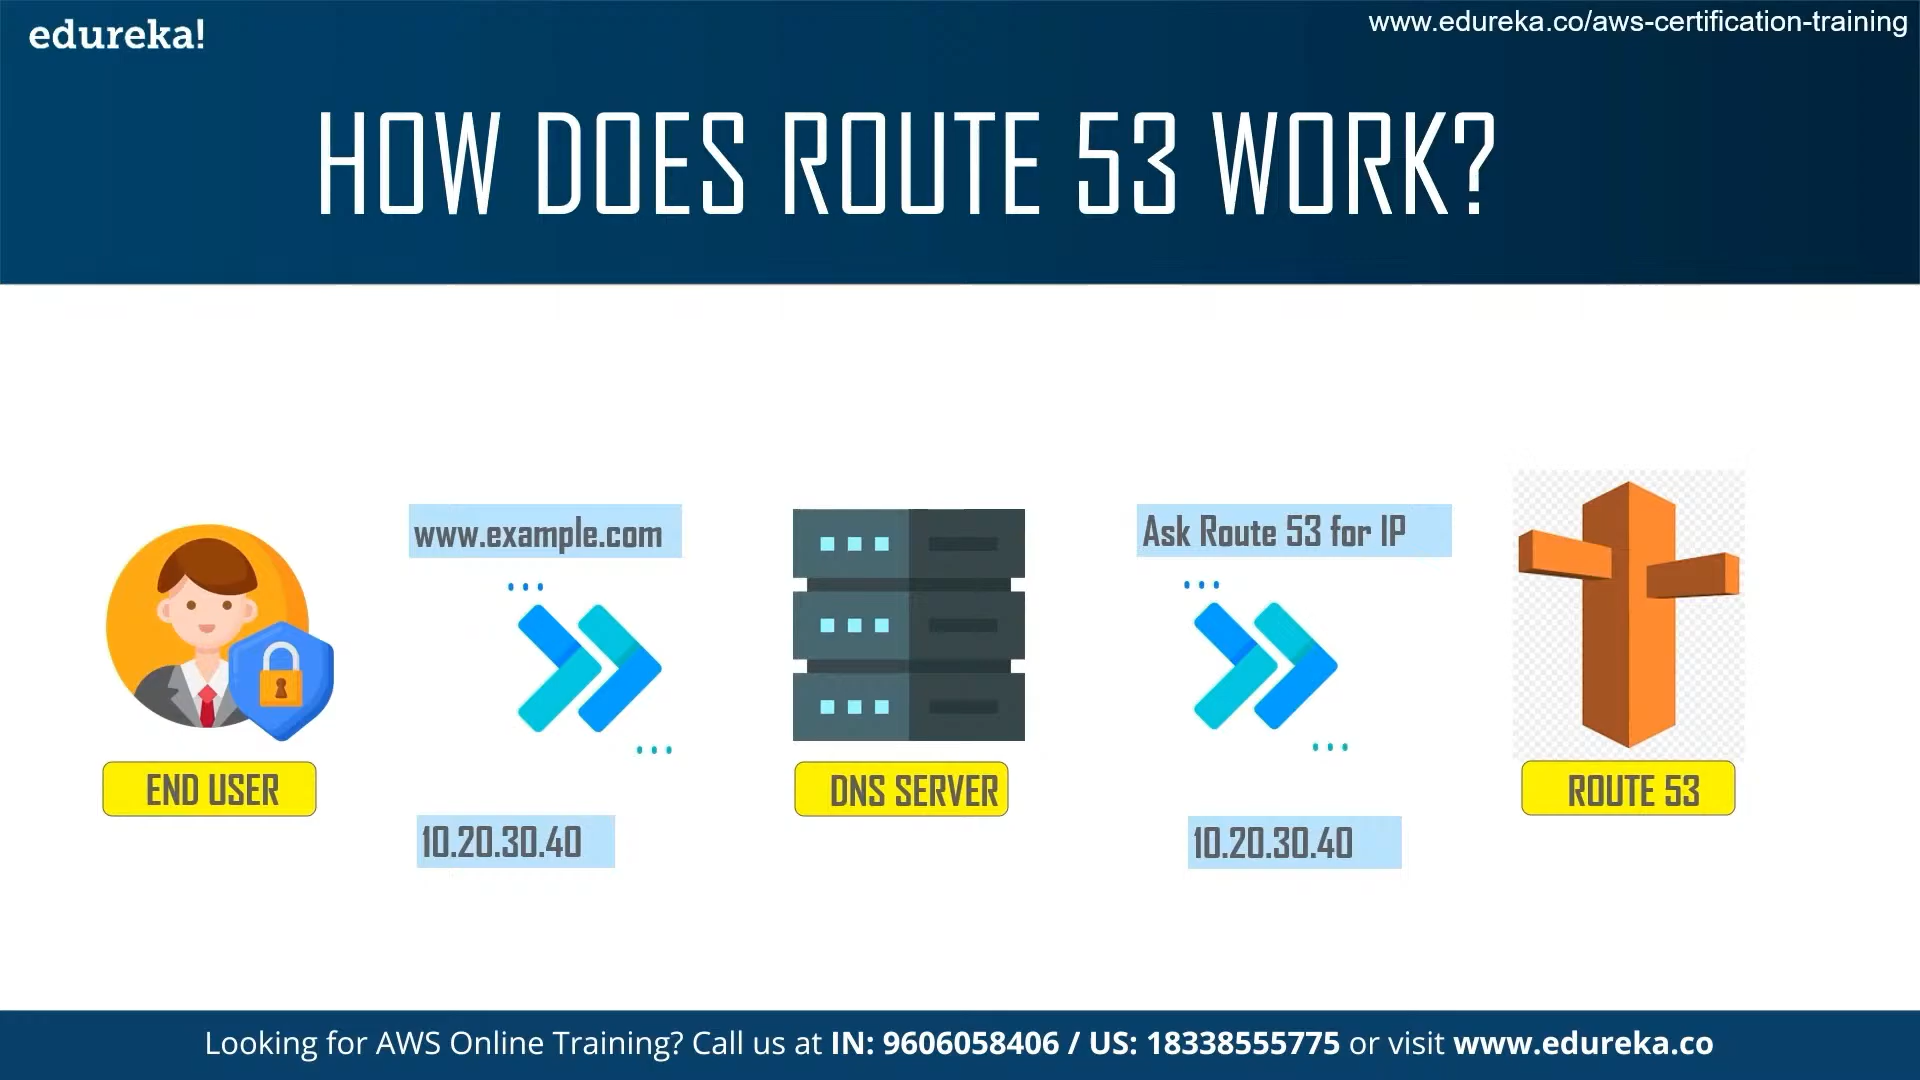 edureka!
www.edureka.co/aws-certification-training
HOW DOES ROUTE 53 WORK?
www.example.com
Ask Route 53 for IP
END USER
DNS SERVER
ROUTE 53
10.20.30.40
10.20.30.40
Looking for AWS Online Training? Call us at IN: 9606058406 / US: 18338555775 or visit www.edureka.co